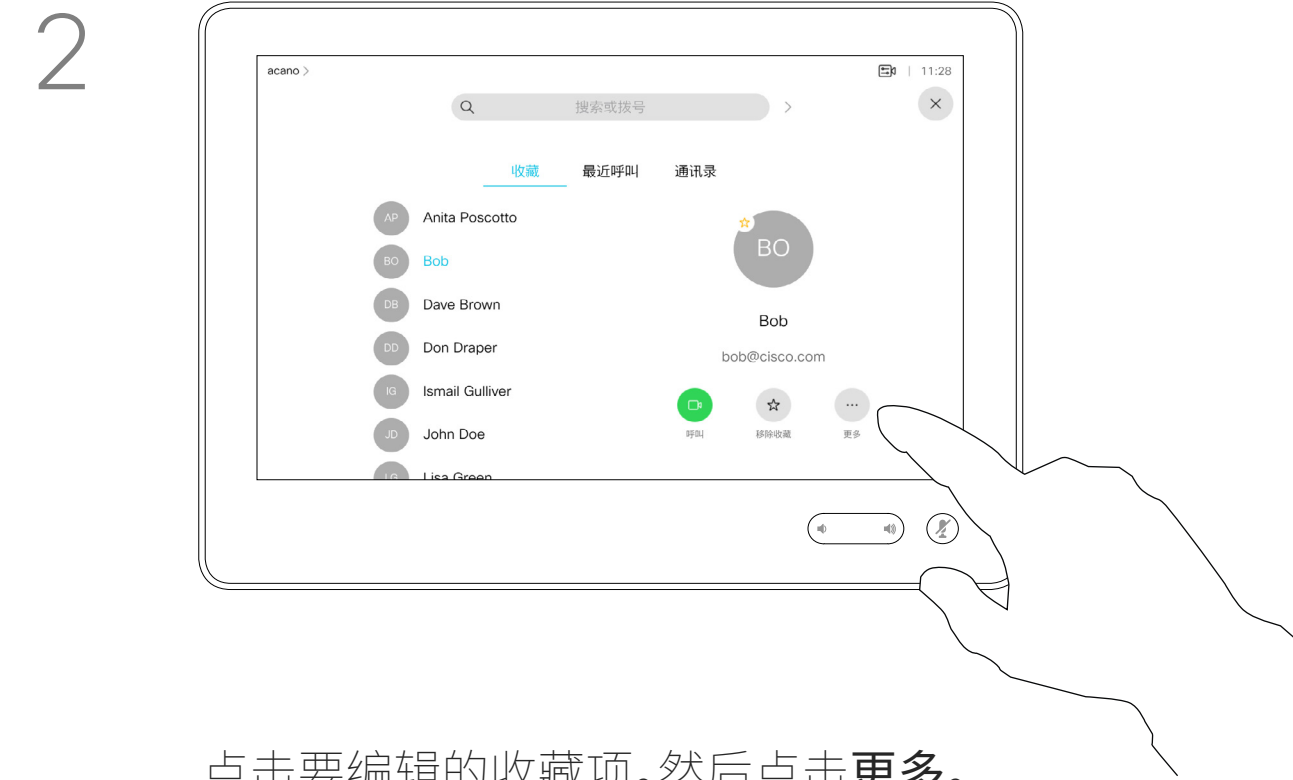 2
acano >
11:28
搜索或拨号
收藏 最近呼叫 通讯录
AP Anita Poscotto
BO Bob
DB Dave Brown
DD Don Draper
IG Ismail Gulliver
JD John Doe
LG Lisa Green
BO
Bob
bob@cisco.com
呼叫 移除收藏 更多
点击要编辑的收藏项，然后点击更多。